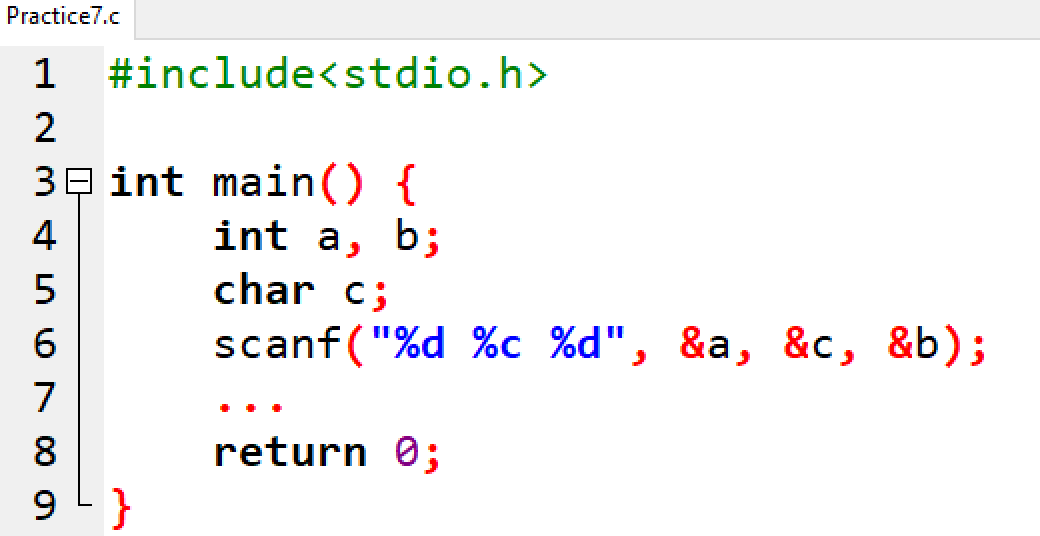 Practice7.c
1 #include<stdio.h>
2
3 int main() {
4 int a, b;
5 char c;
6 scanf("%d %c %d", &a, &c, &b);
7 ...
8 return 0;
9 }